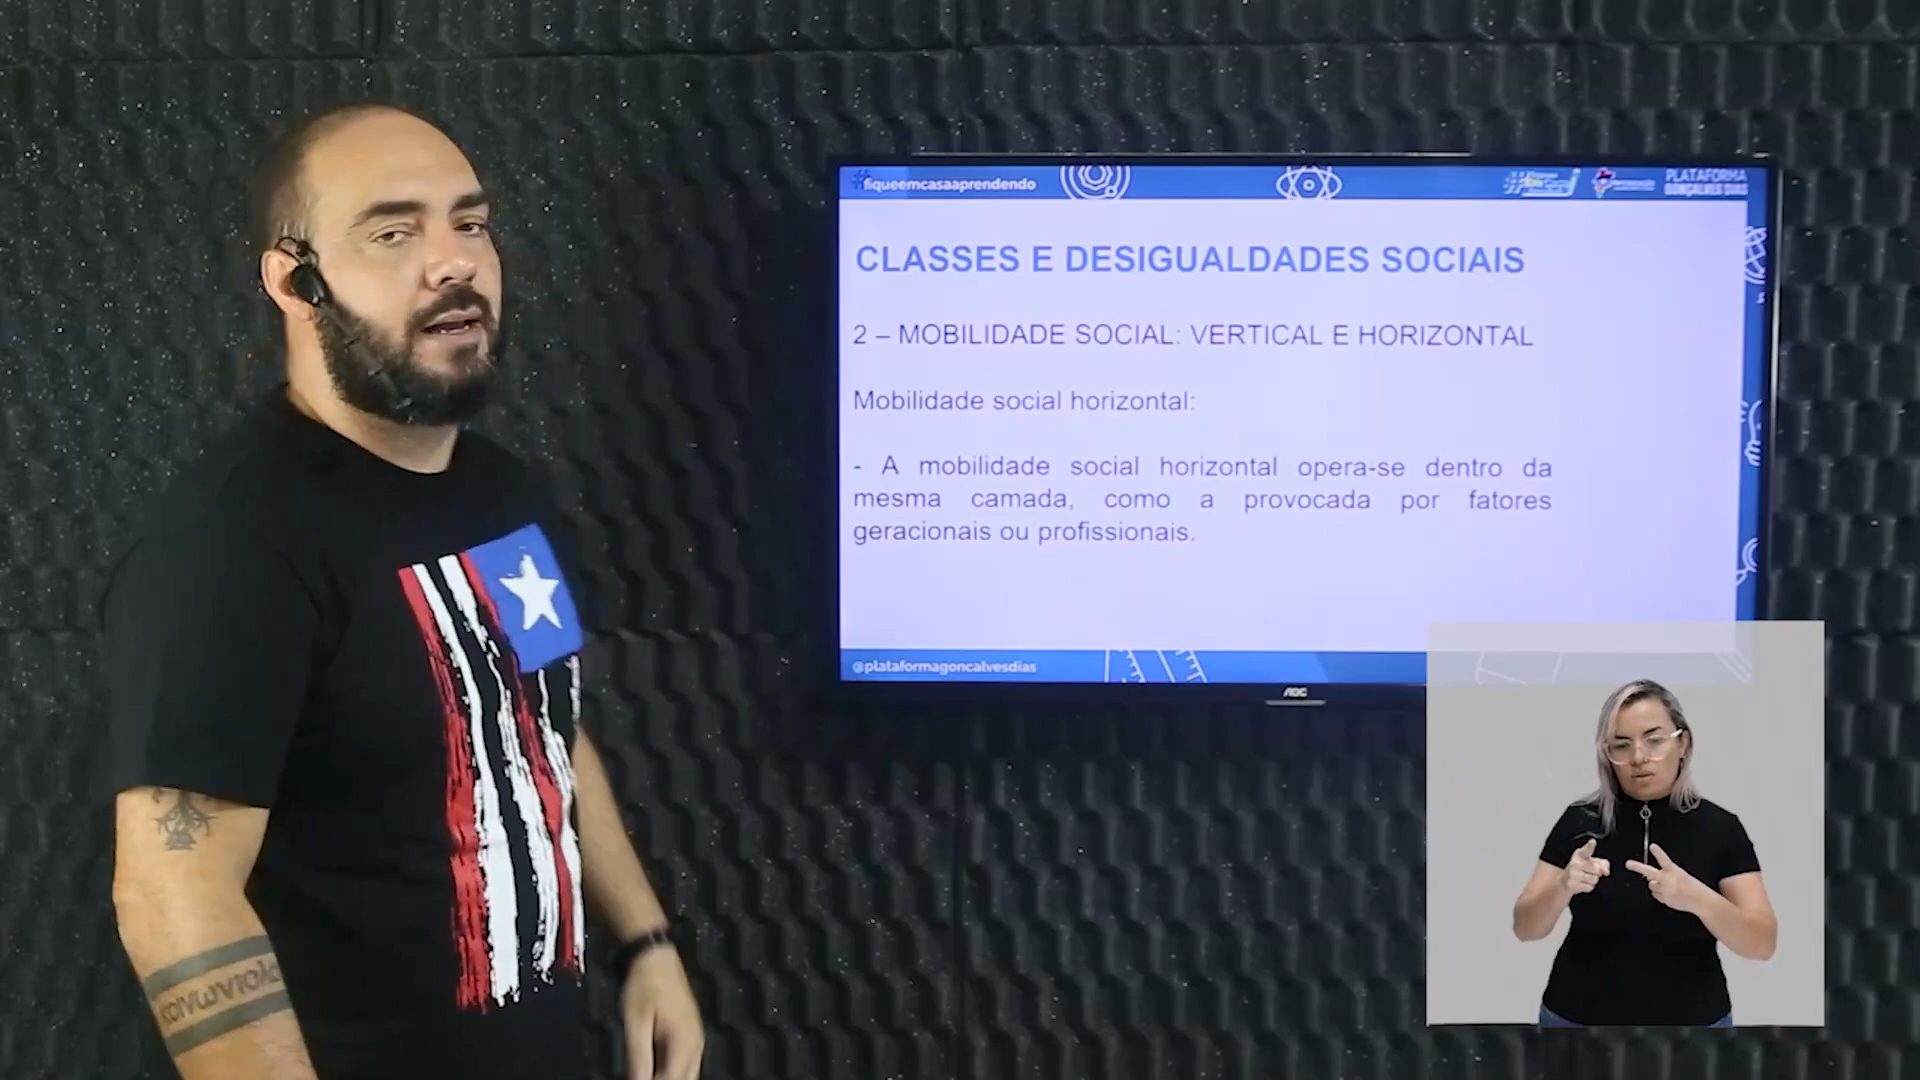 #fiqueemcasaaprendendo
PLATAFORMA
GONÇALVES DIAS
CLASSES E DESIGUALDADES SOCIAIS
2 – MOBILIDADE SOCIAL: VERTICAL E HORIZONTAL
Mobilidade social horizontal:
- A mobilidade social horizontal opera-se dentro da
mesma camada, como a provocada por fatores
geracionais ou profissionais.
@plataformagoncalvesdias
AOC